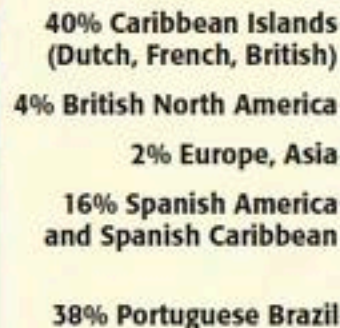 40% Caribbean Islands
(Dutch, French, British)
4% British North America
2% Europe, Asia
16% Spanish America
and Spanish Caribbean
38% Portuguese Brazil